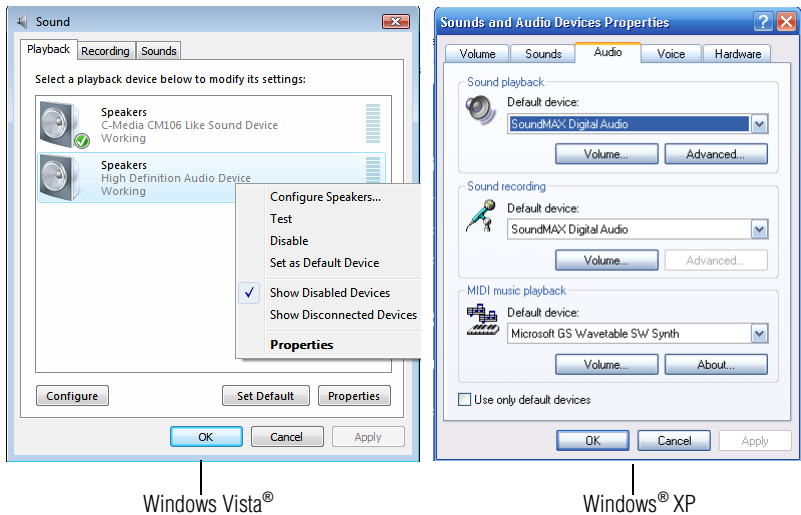 Sound
Playback Recording Sounds
Select a playback device below to modify its settings:
Speakers
C-Media CM106 Like Sound Device
Working
Speakers
High Definition Audio Device
Working
Configure Speakers...
Test
Disable
Set as Default Device
Show Disabled Devices
Show Disconnected Devices
Properties
Configure Set Default Properties
OK Cancel Apply
Windows Vista®
Sounds and Audio Devices Properties
Volume Sounds Audio Voice Hardware
Sound playback
Default device:
SoundMAX Digital Audio
Volume... Advanced...
Sound recording
Default device:
SoundMAX Digital Audio
Volume... Advanced...
MIDI music playback
Default device:
Microsoft GS Wavetable SW Synth
Volume... About...
Use only default devices
OK Cancel Apply
Windows® XP